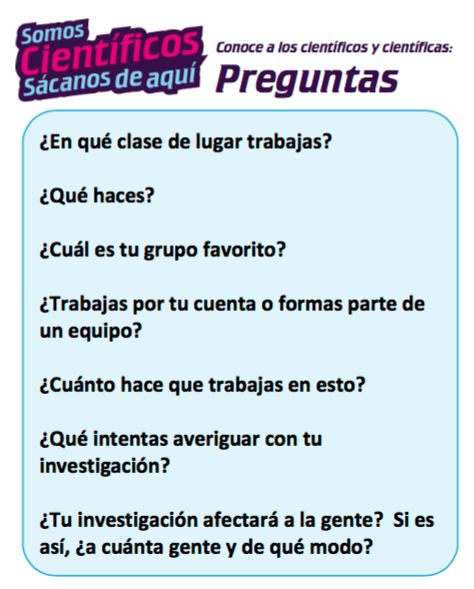 Somos
Científicos
Sácanos de aquí
Conoce a los científicos y científicas:
Preguntas
¿En qué clase de lugar trabajas?
¿Qué haces?
¿Cuál es tu grupo favorito?
¿Trabajas por tu cuenta o formas parte de
un equipo?
¿Cuánto hace que trabajas en esto?
¿Qué intentas averiguar con tu
investigación?
¿Tu investigación afectará a la gente?  Si es
así, ¿a cuánta gente y de qué modo?